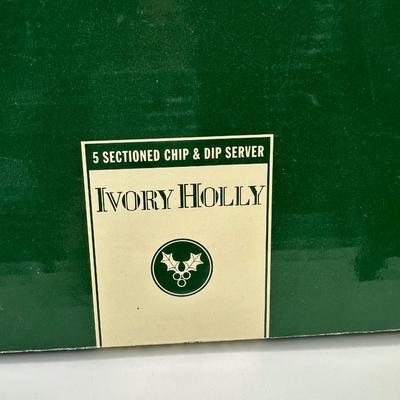 5 SECTIONED CHIP & DIP SERVER
IVORY HOLLY